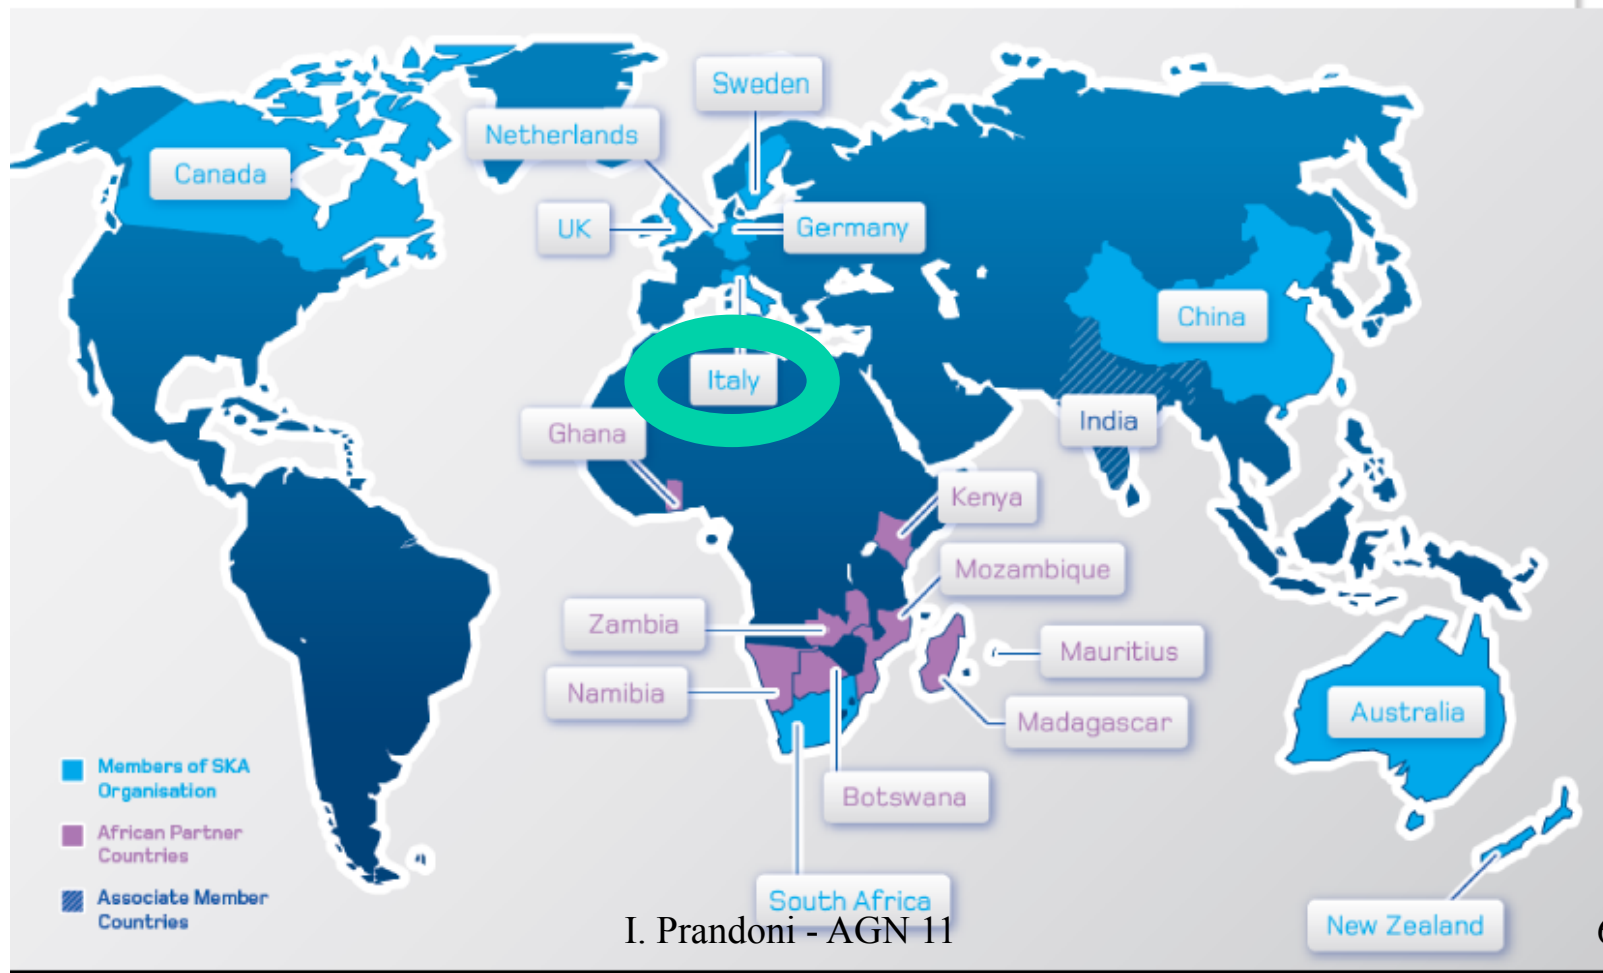 Sweden
Netherlands
Canada
UK
Germany
China
Italy
India
Ghana
Kenya
Mozambique
Zambia
Mauritius
Namibia
Madagascar
Australia
Botswana
South Africa
New Zealand
Members of SKA
Organisation
African Partner
Countries
Associate Member
Countries
I. Prandoni - AGN 11